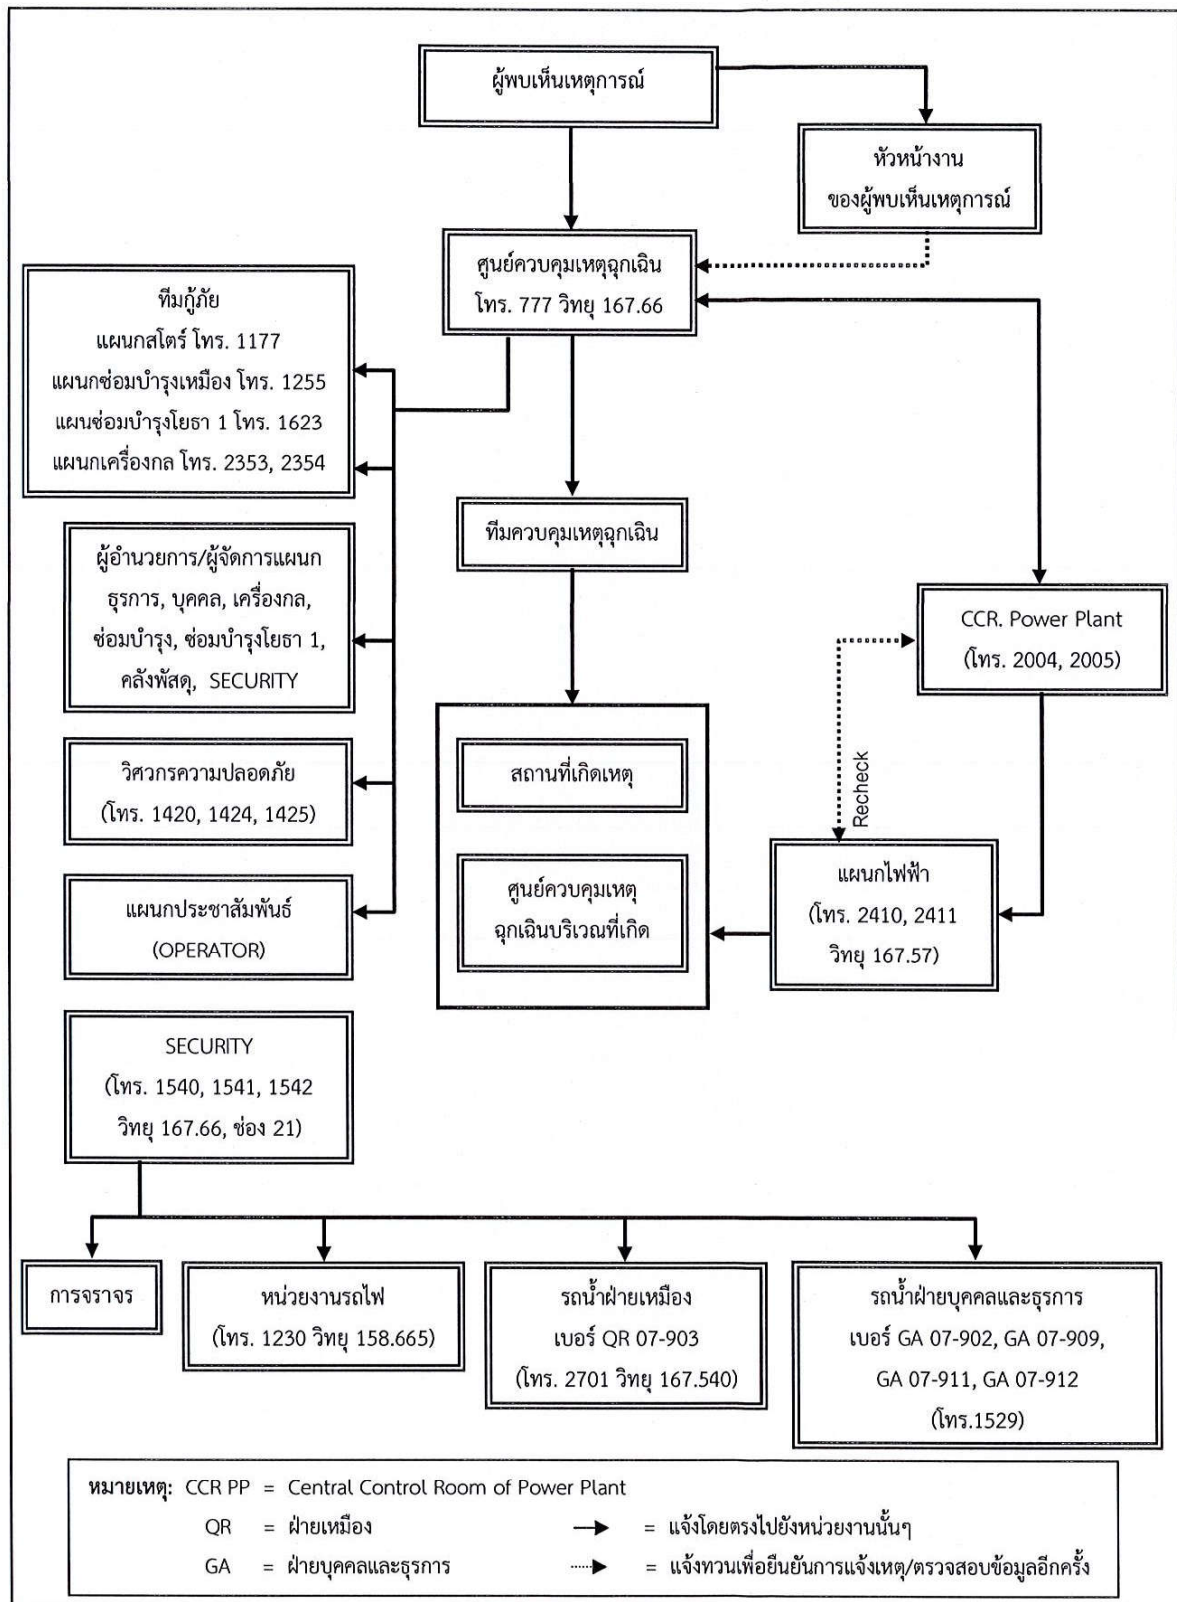 ผู้พบเห็นเหตุการณ์
หัวหน้างาน
ของผู้พบเห็นเหตุการณ์
ศูนย์ควบคุมเหตุฉุกเฉิน
โทร. 777 วิทยุ 167.66
ทีมกู้ภัย
แผนกสโตร์ โทร. 1177
แผนกซ่อมบำรุงเหมือง โทร. 1255
แผนซ่อมบำรุงโยธา 1 โทร. 1623
แผนกเครื่องกล โทร. 2353, 2354
ทีมควบคุมเหตุฉุกเฉิน
ผู้อำนวยการ/ผู้จัดการแผนก
ธุรการ, บุคคล, เครื่องกล,
ซ่อมบำรุง, ซ่อมบำรุงโยธา 1,
คลังพัสดุ, SECURITY
CCR. Power Plant
(โทร. 2004, 2005)
Recheck
วิศวกรความปลอดภัย
(โทร. 1420, 1424, 1425)
สถานที่เกิดเหตุ
ศูนย์ควบคุมเหตุ
ฉุกเฉินบริเวณที่เกิด
แผนกไฟฟ้า
(โทร. 2410, 2411
วิทยุ 167.57)
แผนกประชาสัมพันธ์
(OPERATOR)
SECURITY
(โทร. 1540, 1541, 1542
วิทยุ 167.66, ช่อง 21)
การจราจร
หน่วยงานรถไฟ
(โทร. 1230 วิทยุ 158.665)
รถน้ำฝ่ายเหมือง
เบอร์ QR 07-903
(โทร. 2701 วิทยุ 167.540)
รถน้ำฝ่ายบุคคลและธุรการ
เบอร์ GA 07-902, GA 07-909,
GA 07-911, GA 07-912
(โทร.1529)
หมายเหตุ: CCR PP = Central Control Room of Power Plant
QR = ฝ่ายเหมือง = แจ้งโดยตรงไปยังหน่วยงานนั้นๆ
GA = ฝ่ายบุคคลและธุรการ = แจ้งทวนเพื่อยืนยันการแจ้งเหตุ/ตรวจสอบข้อมูลอีกครั้ง